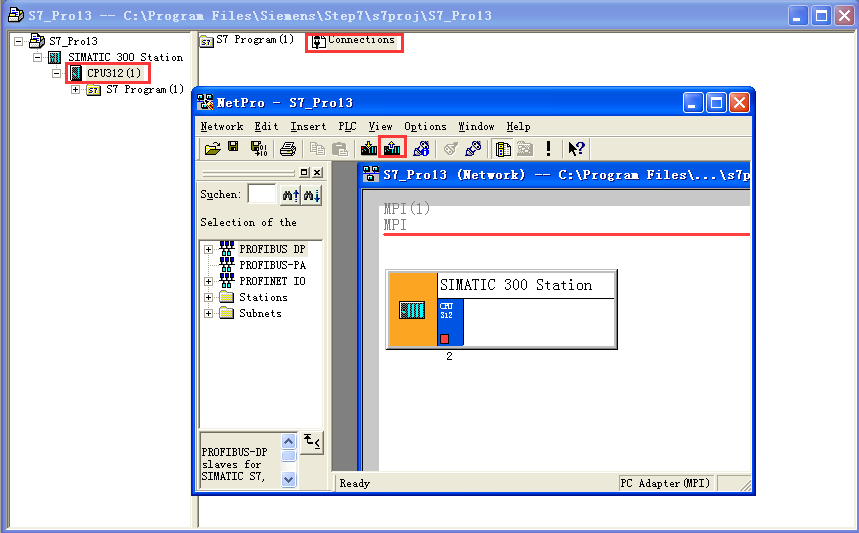 S7_Pro13 -- C:\Program Files\Siemens\Step7\s7proj\S7_Pro13
S7_Pro13
SIMATIC 300 Station
CPU312(1)
S7 Program(1)
S7 Program(1)
Connections
NetPro - S7_Pro13
Network Edit Insert PLC View Options Window Help
Suchen:
Selection of the
PROFIBUS DP
PROFIBUS-PA
PROFINET IO
Stations
Subnets
PROFIBUS-DP
slaves for
SIMATIC S7,
S7_Pro13 (Network) -- C:\Program Files\...\s7p
MPI(1)
MPI
SIMATIC 300 Station
CPU
312
2
Ready
PC Adapter(MPI)